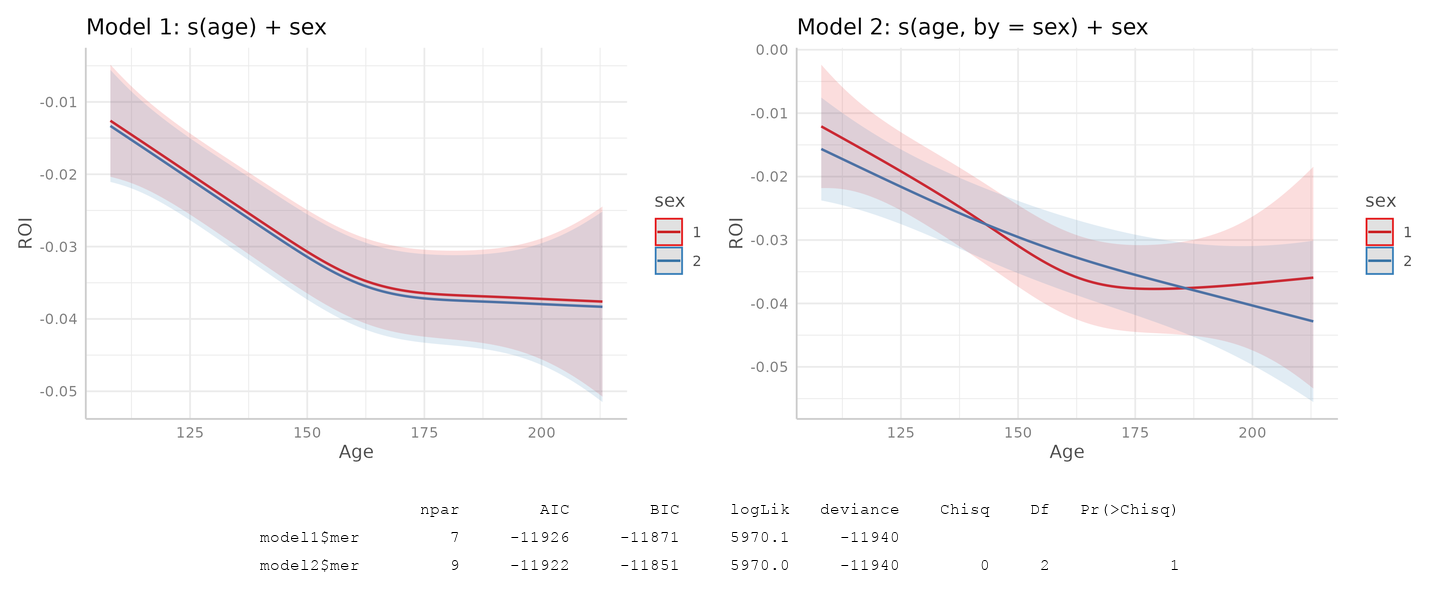 Model 1: s(age) + sex
-0.01
-0.02
-0.03
-0.04
-0.05
ROI
125 150 175 200
Age
sex
1
2
Model 2: s(age, by = sex) + sex
0.00
-0.01
-0.02
-0.03
-0.04
-0.05
ROI
125 150 175 200
Age
sex
1
2
npar AIC BIC logLik deviance Chisq Df Pr(>Chisq)
model1$mer 7 -11926 -11871 5970.1 -11940
model2$mer 9 -11922 -11851 5970.0 -11940 0 2 1